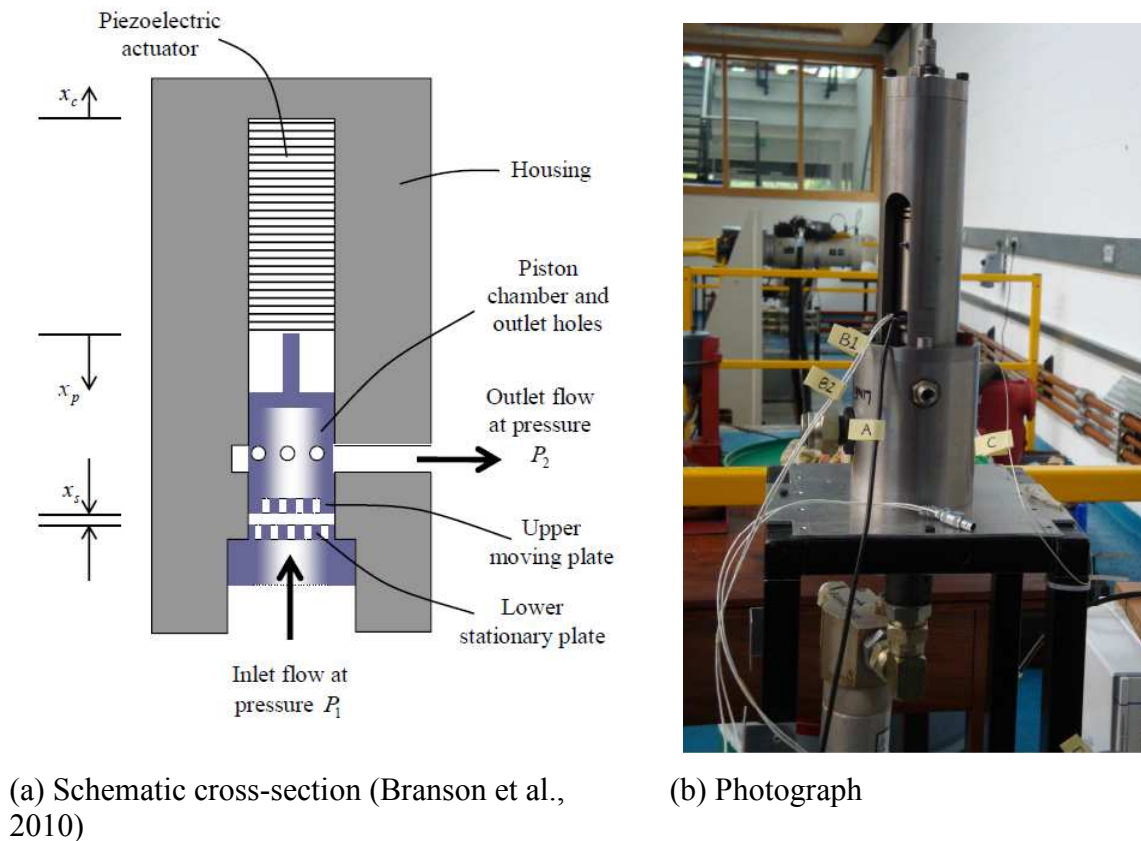 Piezoelectric
actuator
x_c
Housing
Piston
chamber and
outlet holes
x_p
Outlet flow
at pressure
P_2
x_s
Upper
moving plate
Lower
stationary plate
Inlet flow at
pressure P_1
B1
B2
A
C
(a) Schematic cross-section (Branson et al.,
2010)
(b) Photograph